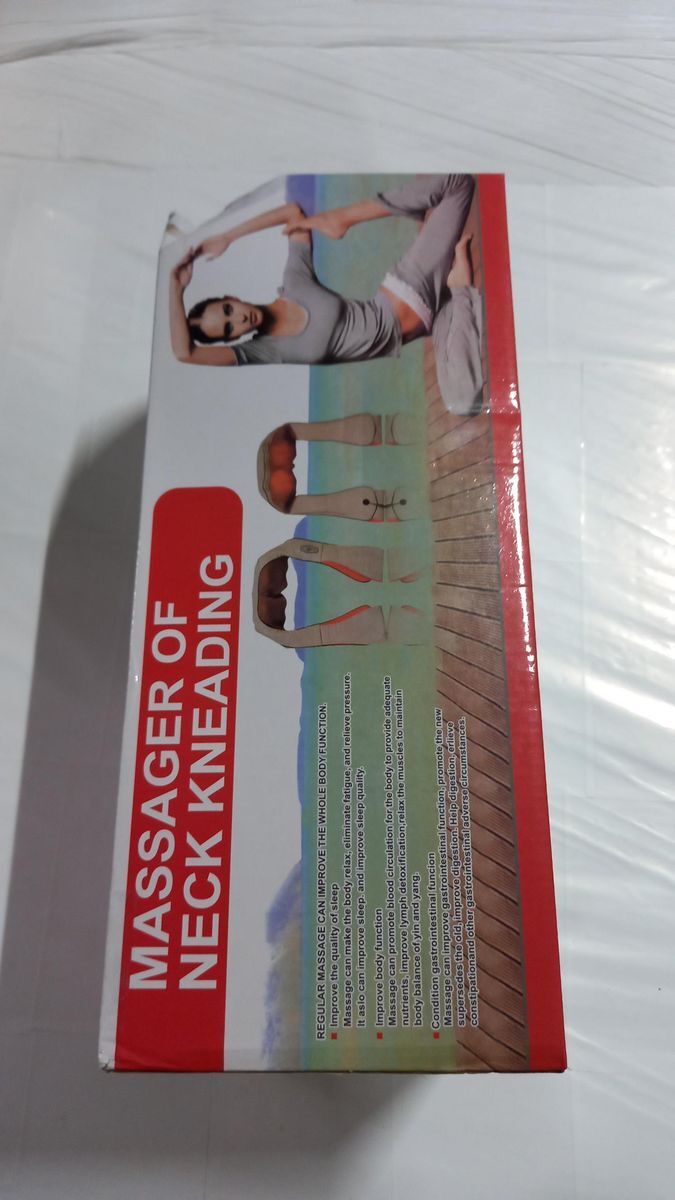 MASSAGER OF
NECK KNEADING
REGULAR MASSAGE CAN IMPROVE THE WHOLE BODY FUNCTION.
Improve the quality of sleep
Massage can make the body relax, eliminate fatigue, and relieve pressure.
It aslo can improve sleep, and improve sleep quality.
Improve body function
Massage can promote blood circulation for the body to provide adequate
nutrients, improve lymph detoxification,relax the muscles to maintain
body balance of yin and yang.
Condition gastrointestinal funcion
Massage can improve gastrointestinal function, promote the new
supersedes the old, improve digestion. Help digestion, erlieve
constipationand other gastrointestinal adverse circumstances.